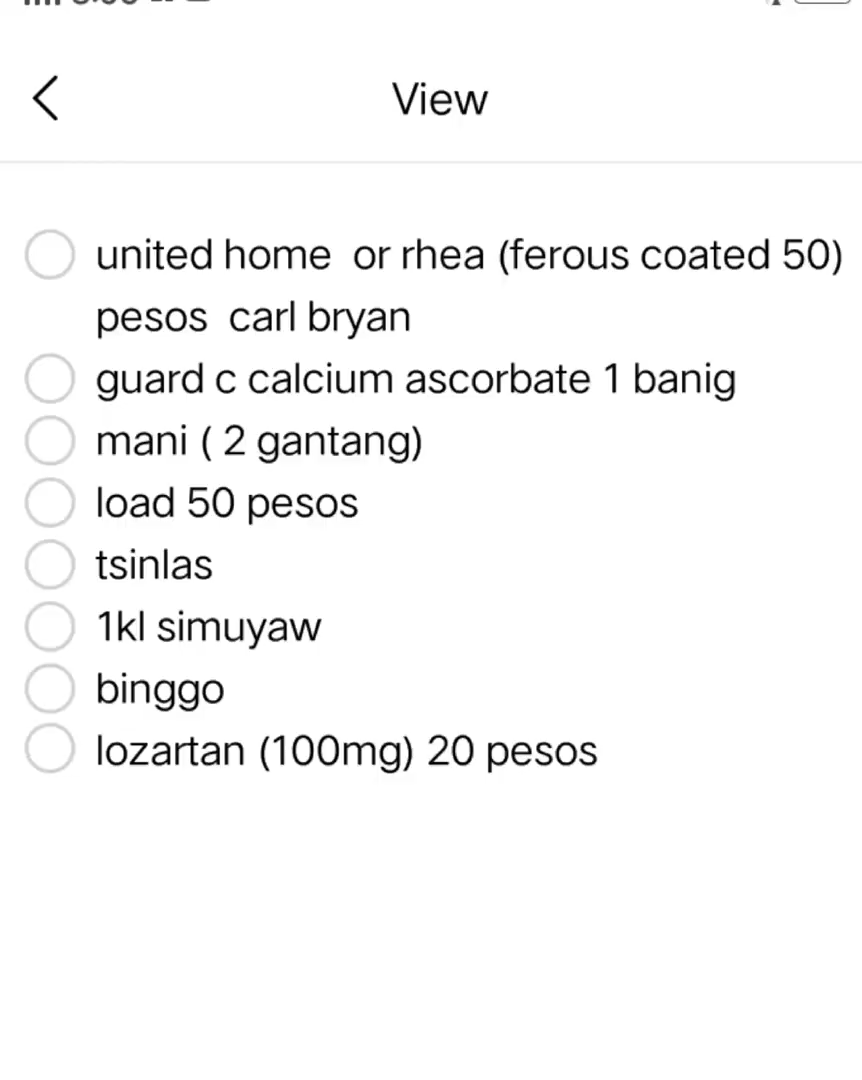 View
united home or rhea (ferous coated 50)
pesos carl bryan
guard c calcium ascorbate 1 banig
mani ( 2 gantang)
load 50 pesos
tsinlas
1kl simuyaw
binggo
lozartan (100mg) 20 pesos